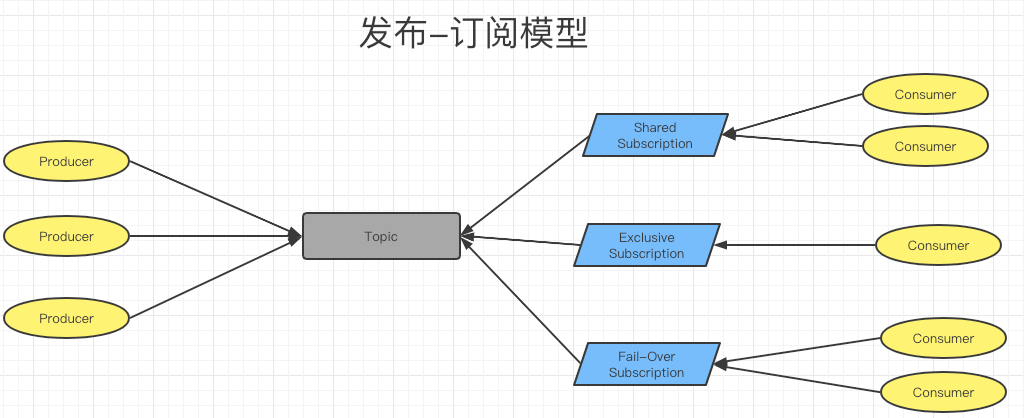 发布-订阅模型
Producer
Producer
Producer
Topic
Shared
Subscription
Exclusive
Subscription
Fail-Over
Subscription
Consumer
Consumer
Consumer
Consumer
Consumer